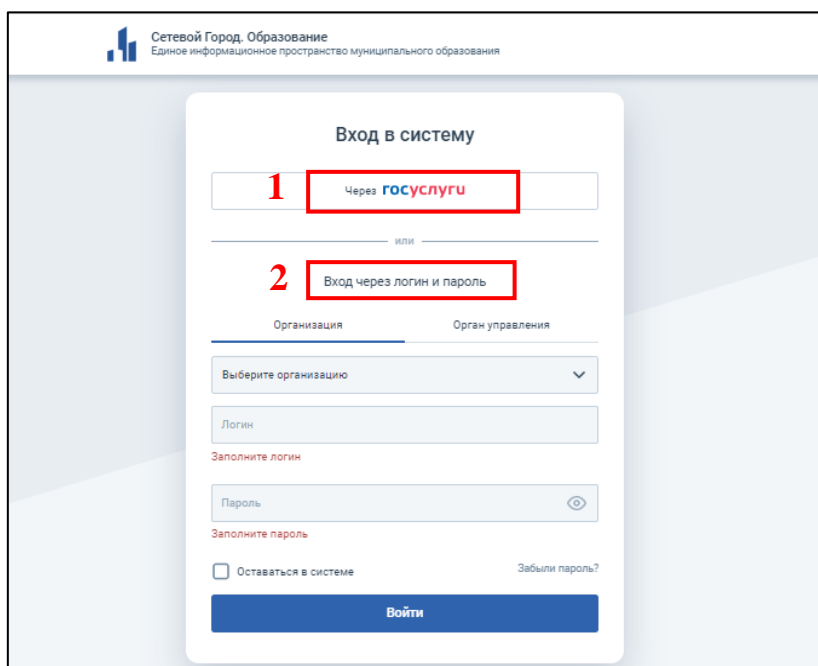 Сетевой Город. Образование
Единое информационное пространство муниципального образования
Вход в систему
1 Через госуслуги
или
2 Вход через логин и пароль
Организация Орган управления
Выберите организацию
Логин
Заполните логин
Пароль
Заполните пароль
Оставаться в системе Забыли пароль?
Войти